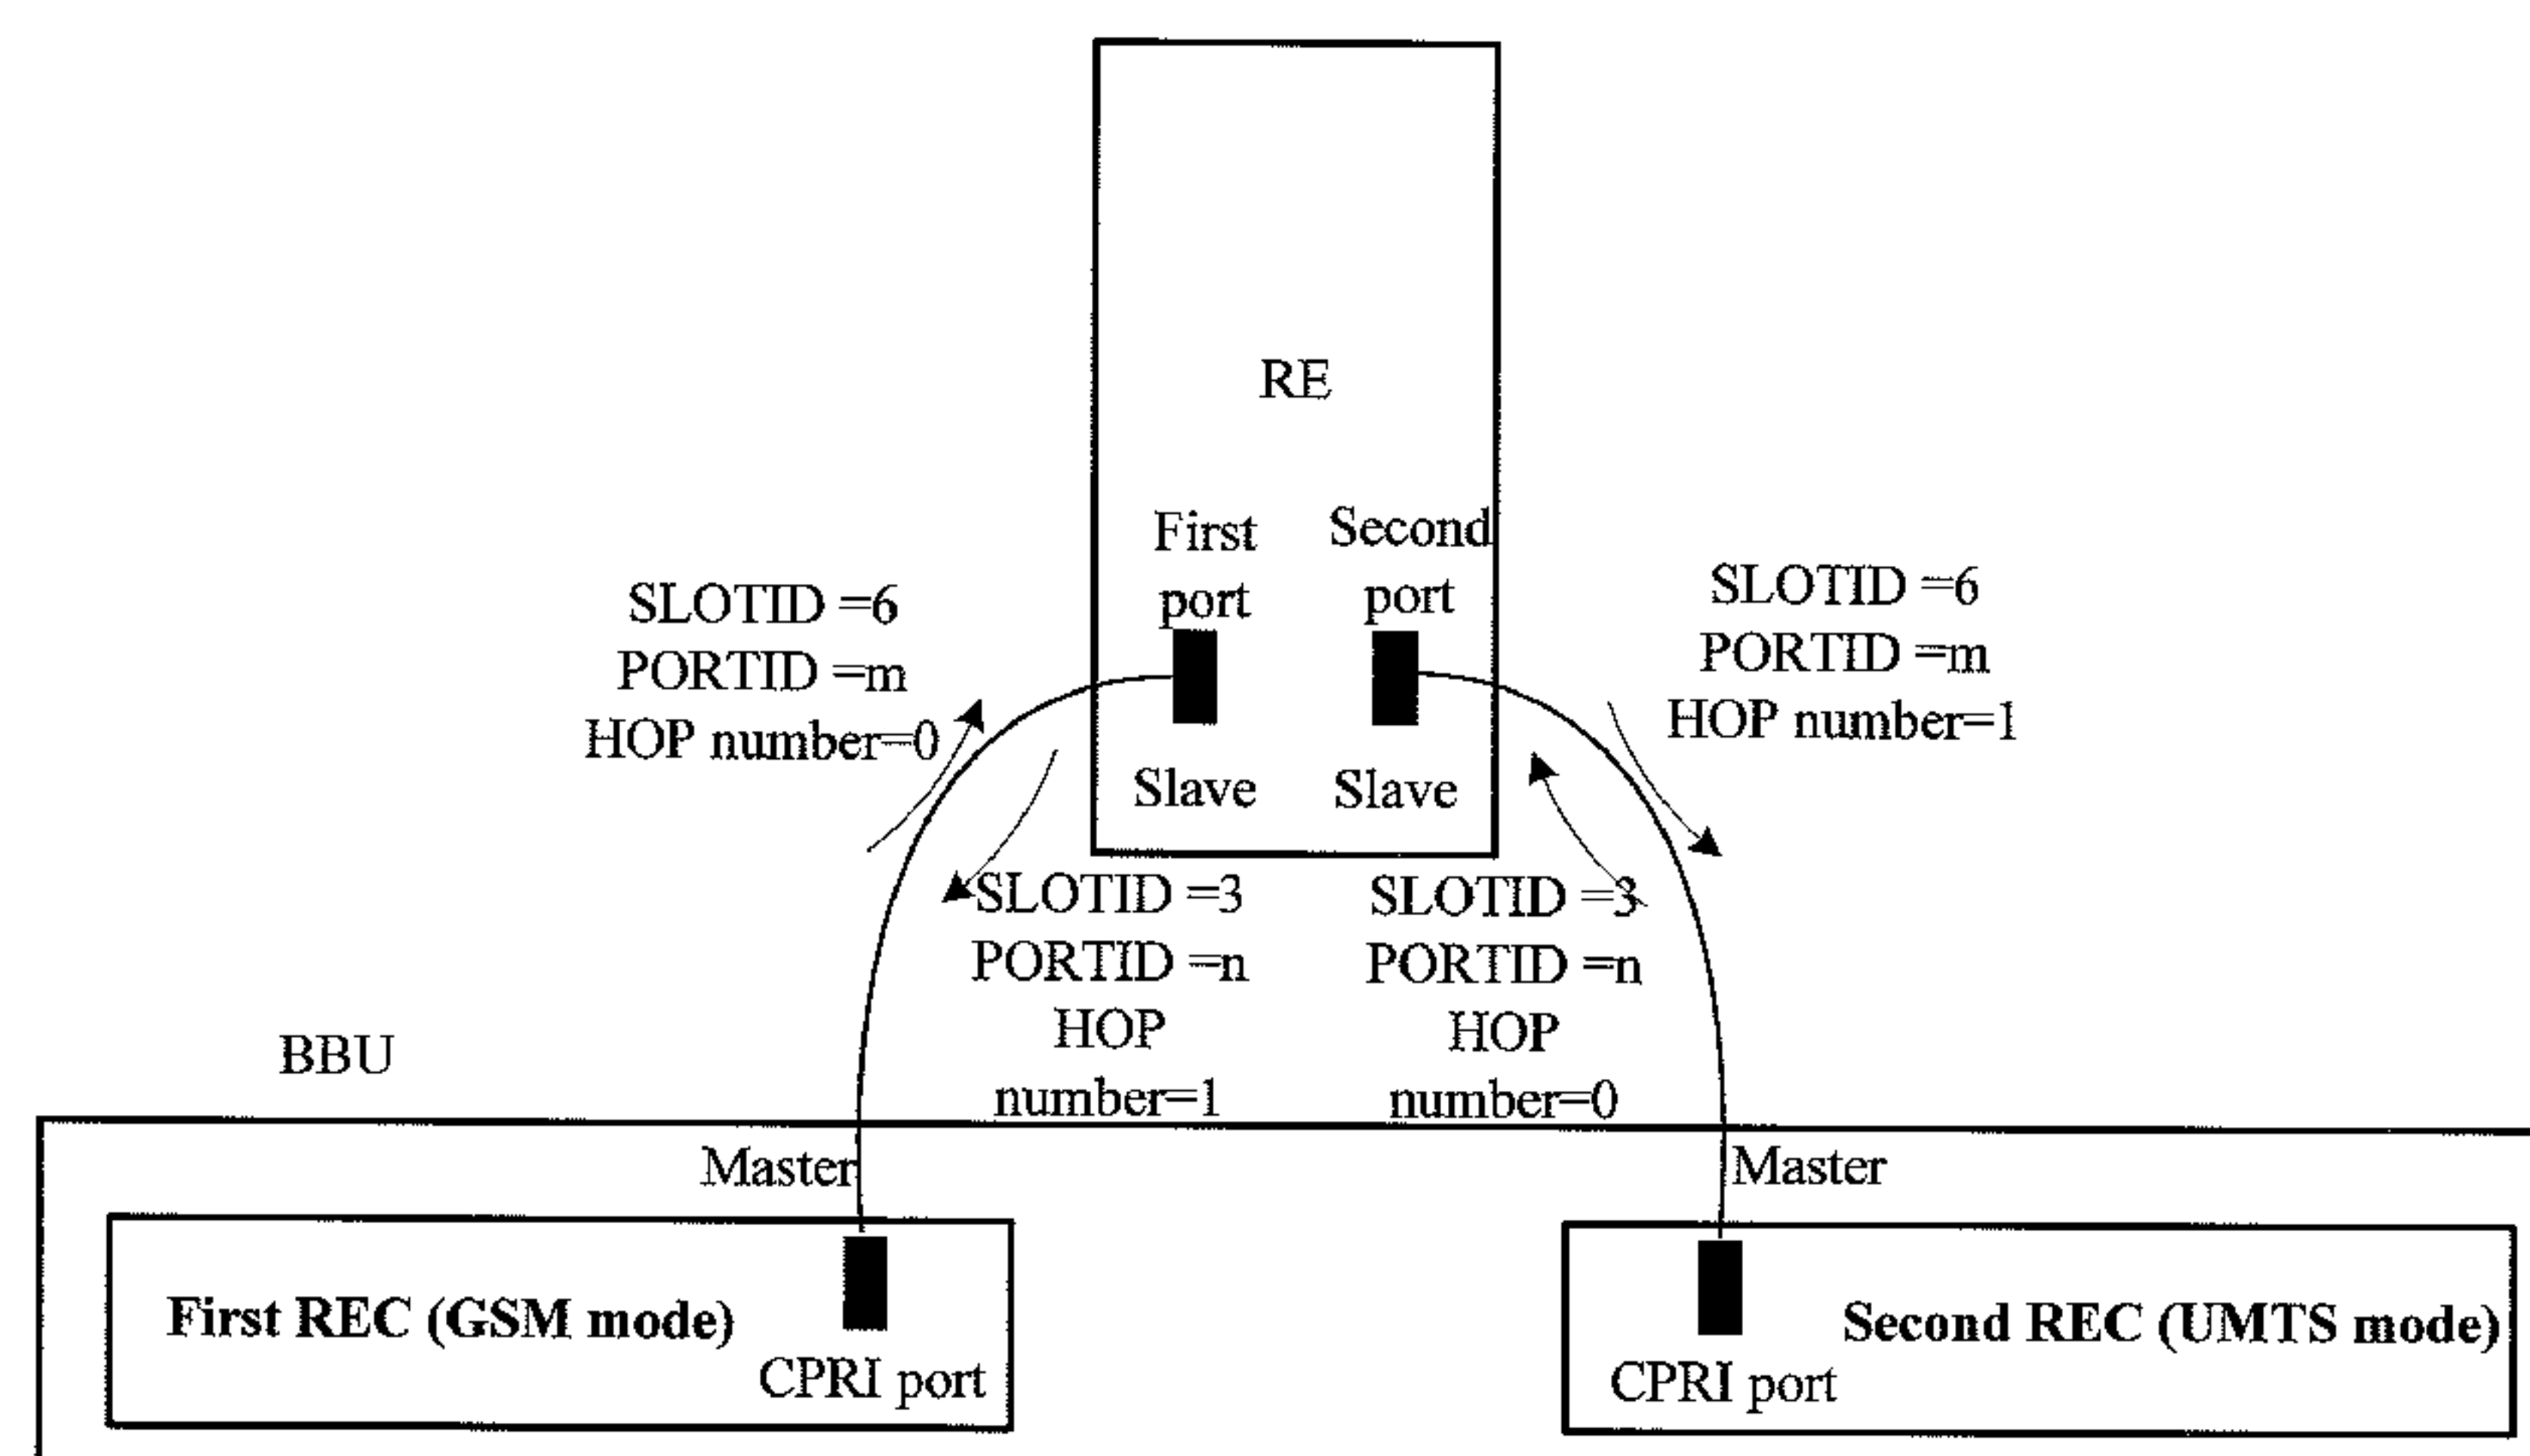 RE
First
port
Second
port
SLOTID =6
PORTID =m
HOP number=0
SLOTID =6
PORTID =m
HOP number=1
Slave
Slave
SLOTID =3
PORTID =n
HOP
number=1
SLOTID =3
PORTID =n
HOP
number=0
BBU
Master
Master
First REC (GSM mode)
CPRI port
Second REC (UMTS mode)
CPRI port